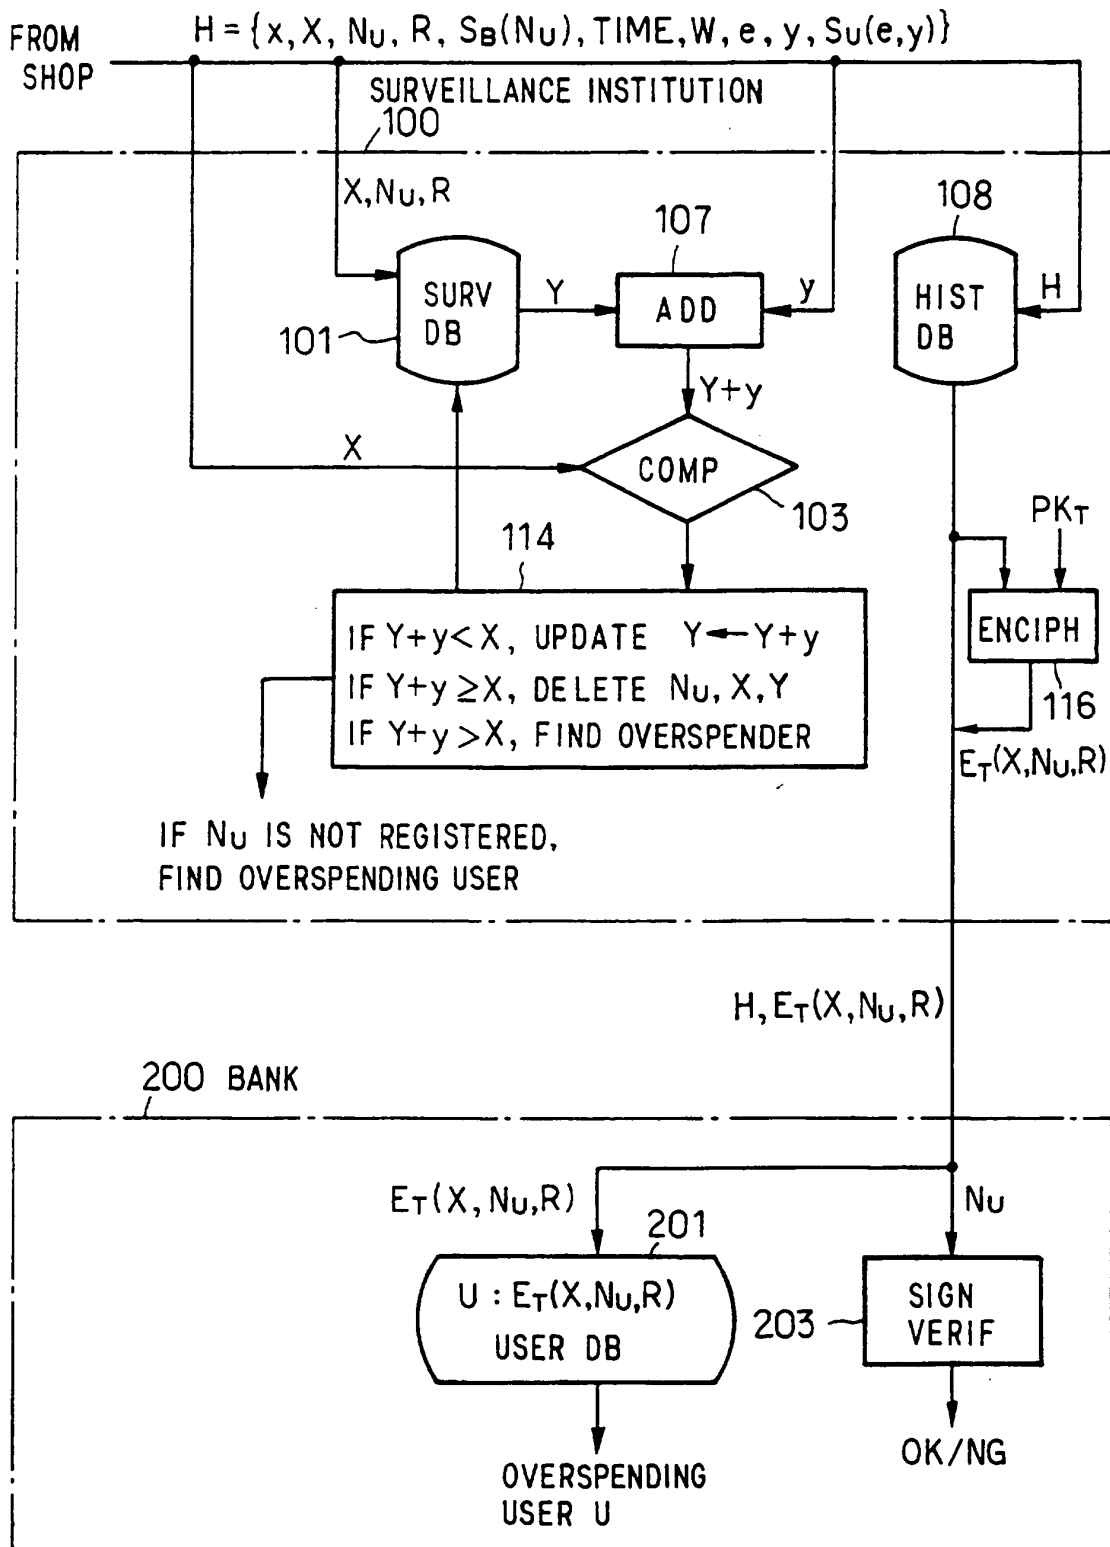 FROM SHOP
H = {x, X, NU, R, SB(NU), TIME, W, e, y, SU(e,y)}
SURVEILLANCE INSTITUTION
100
X, NU, R
107
108
SURV DB
Y
ADD
y
HIST DB
H
101
Y+y
X
COMP
103
PKT
114
IF Y+y < X, UPDATE Y ← Y+y
IF Y+y ≥ X, DELETE NU, X, Y
IF Y+y > X, FIND OVERSPENDER
ENCIPH
116
ET(X, NU, R)
IF NU IS NOT REGISTERED,
FIND OVERSPENDING USER
H, ET(X, NU, R)
200 BANK
ET(X, NU, R)
NU
201
U : ET(X, NU, R)
USER DB
SIGN
VERIF
203
OK/NG
OVERSPENDING
USER U